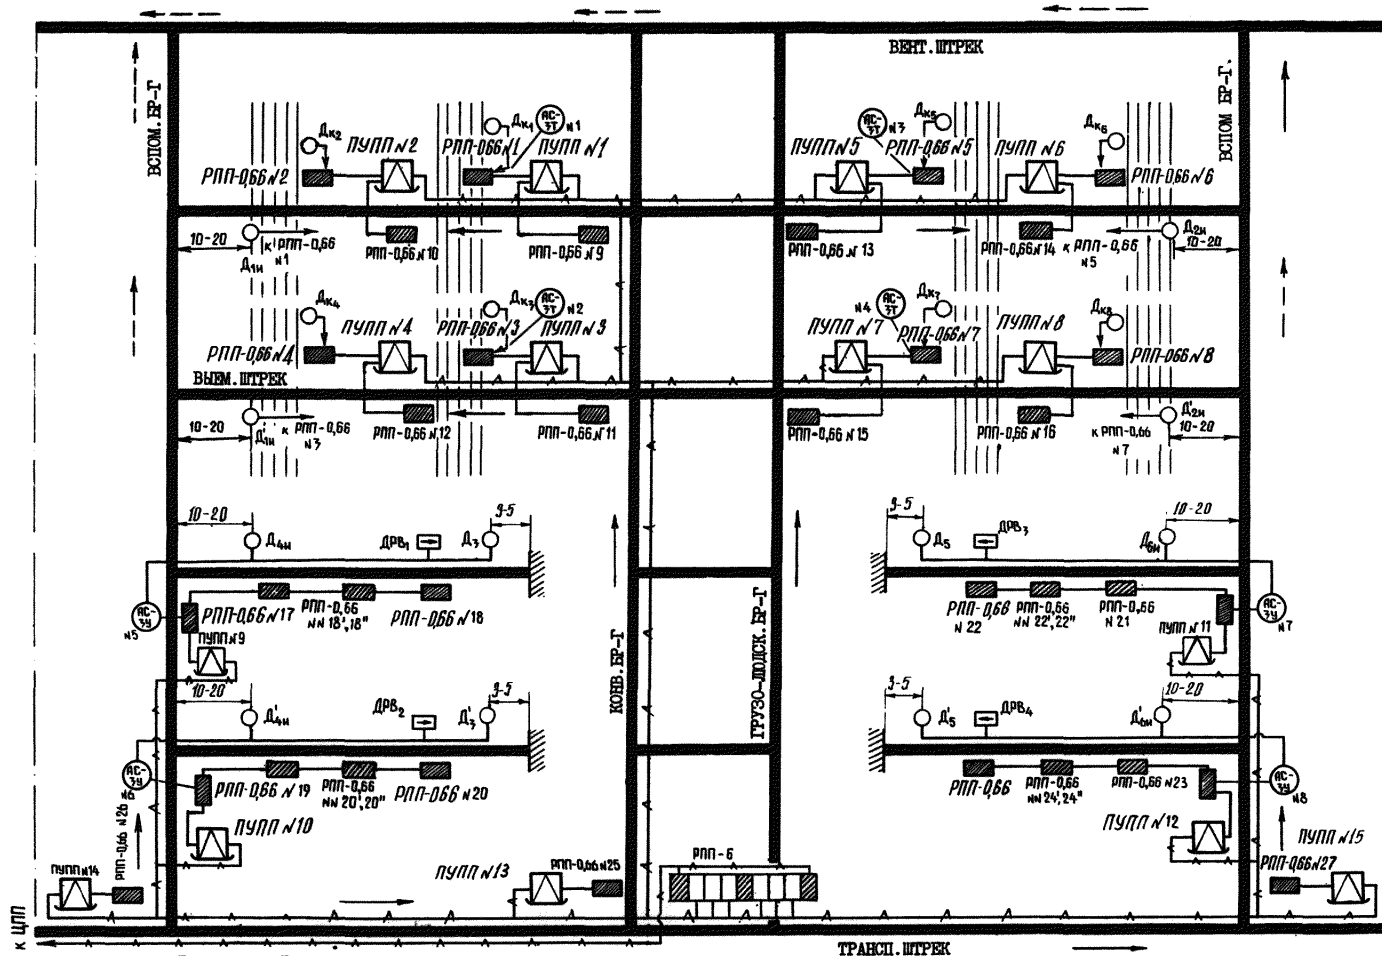 ВЕНТ. ШТРЕК
ВСПОМ. БР-Г
ВСПОМ БР-Г.
Дк2
ПУПП №2
РПП-0,66 №2
Дк1
АС-3Т
№1
РПП-0,66 №1
ПУПП №1
АС-3Т
№3
Дк5
ПУПП №5
РПП-0,66 №5
ПУПП №6
Дк6
РПП-0,66 №6
10-20
Д1н
к РПП-0,66
№1
РПП-0,66 №10
РПП-0,66 №9
РПП-0,66 №13
РПП-0,66 №14
к РПП-0,66
№5
Д2н
10-20
Дк4
ПУПП №4
РПП-0,66 №4
Дк3
АС-3Т
№2
РПП-0,66 №3
ПУПП №3
ПУПП №7
№4
АС-3Т
Дк7
РПП-0,66 №7
ПУПП №8
Дк8
РПП-0,66 №8
ВЫЕМ. ШТРЕК
10-20
Д'1н
к РПП-0,66
№3
РПП-0,66 №12
РПП-0,66 №11
РПП-0,66 №15
РПП-0,66 №16
к РПП-0,66
№7
Д'2н
10-20
10-20
Д4н
ДРВ1
Д3
3-5
3-5
Д5
ДРВ3
Д6н
10-20
АС-3У
№5
РПП-0,66 №17
РПП-0,66
№№ 18', 18"
РПП-0,66 №18
ПУПП №9
РПП-0,66
№ 22
РПП-0,66
№№ 22', 22"
РПП-0,66
№ 21
ПУПП №11
АС-3У
№7
КОНВ. БР-Г
ГРУЗО-ЛЮДСК. БР-Г
10-20
Д'4н
ДРВ2
Д'3
3-5
3-5
Д'5
ДРВ4
Д'6н
10-20
АС-3У
№6
РПП-0,66 №19
РПП-0,66
№№ 20', 20"
РПП-0,66 №20
ПУПП №10
РПП-0,66
РПП-0,66
№№ 24', 24"
РПП-0,66 №23
ПУПП №12
АС-3У
№8
РПП-0,66 №26
ПУПП №14
ПУПП №13
РПП-0,66 №25
РПП-6
ПУПП №15
РПП-0,66 №27
к ЦПП
ТРАНСП. ШТРЕК